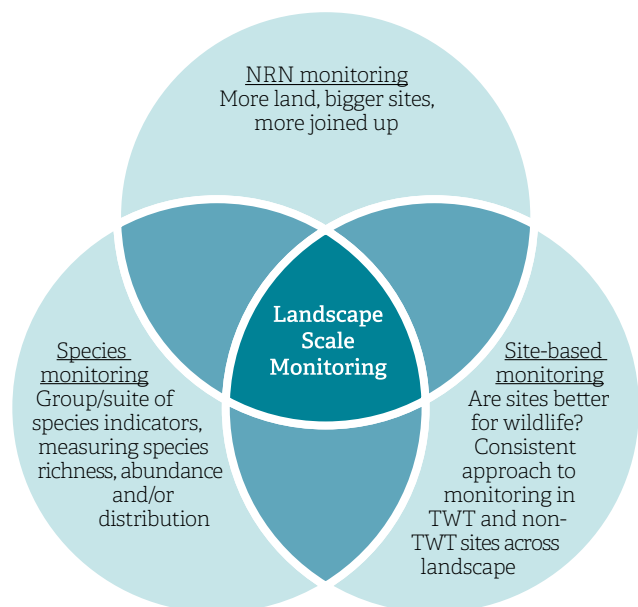 NRN monitoring
More land, bigger sites,
more joined up
Landscape
Scale
Monitoring
Species
monitoring
Group/suite of
species indicators,
measuring species
richness, abundance
and/or
distribution
Site-based
monitoring
Are sites better
for wildlife?
Consistent
approach to
monitoring in
TWT and non-
TWT sites across
landscape